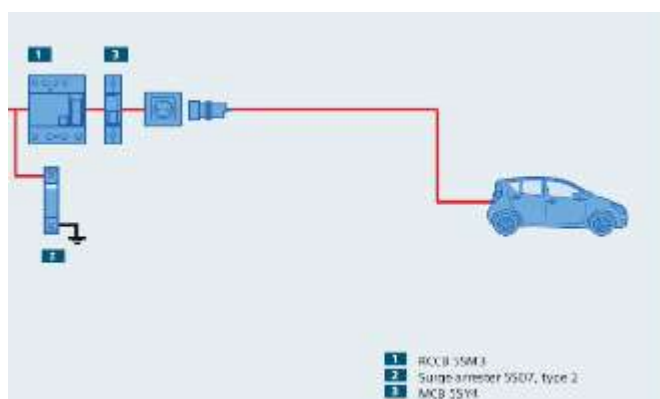 1 3
2
1 RCCB 5SM3
2 Surge arrester 5SD7, type 2
3 MCB 5SY4